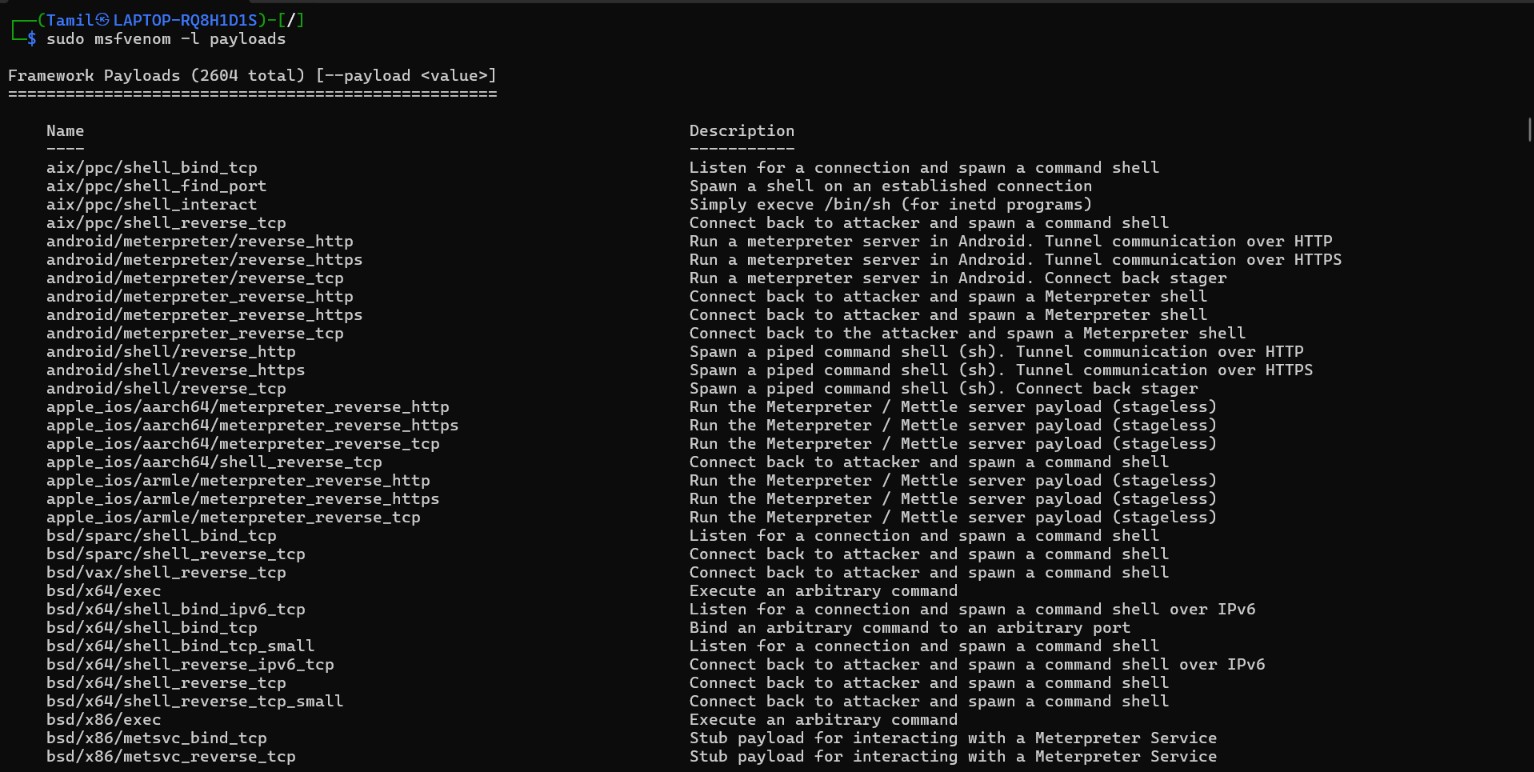 ┌──(Tamil㉿LAPTOP-RQ8H1D1S)-[/]
└─$ sudo msfvenom -l payloads
Framework Payloads (2604 total) [--payload <value>]
===================================================
Name Description
---- -----------
aix/ppc/shell_bind_tcp Listen for a connection and spawn a command shell
aix/ppc/shell_find_port Spawn a shell on an established connection
aix/ppc/shell_interact Simply execve /bin/sh (for inetd programs)
aix/ppc/shell_reverse_tcp Connect back to attacker and spawn a command shell
android/meterpreter/reverse_http Run a meterpreter server in Android. Tunnel communication over HTTP
android/meterpreter/reverse_https Run a meterpreter server in Android. Tunnel communication over HTTPS
android/meterpreter/reverse_tcp Run a meterpreter server in Android. Connect back stager
android/meterpreter_reverse_http Connect back to attacker and spawn a Meterpreter shell
android/meterpreter_reverse_https Connect back to attacker and spawn a Meterpreter shell
android/meterpreter_reverse_tcp Connect back to the attacker and spawn a Meterpreter shell
android/shell/reverse_http Spawn a piped command shell (sh). Tunnel communication over HTTP
android/shell/reverse_https Spawn a piped command shell (sh). Tunnel communication over HTTPS
android/shell/reverse_tcp Spawn a piped command shell (sh). Connect back stager
apple_ios/aarch64/meterpreter_reverse_http Run the Meterpreter / Mettle server payload (stageless)
apple_ios/aarch64/meterpreter_reverse_https Run the Meterpreter / Mettle server payload (stageless)
apple_ios/aarch64/meterpreter_reverse_tcp Run the Meterpreter / Mettle server payload (stageless)
apple_ios/aarch64/shell_reverse_tcp Connect back to attacker and spawn a command shell
apple_ios/armle/meterpreter_reverse_http Run the Meterpreter / Mettle server payload (stageless)
apple_ios/armle/meterpreter_reverse_https Run the Meterpreter / Mettle server payload (stageless)
apple_ios/armle/meterpreter_reverse_tcp Run the Meterpreter / Mettle server payload (stageless)
bsd/sparc/shell_bind_tcp Listen for a connection and spawn a command shell
bsd/sparc/shell_reverse_tcp Connect back to attacker and spawn a command shell
bsd/vax/shell_reverse_tcp Connect back to attacker and spawn a command shell
bsd/x64/exec Execute an arbitrary command
bsd/x64/shell_bind_ipv6_tcp Listen for a connection and spawn a command shell over IPv6
bsd/x64/shell_bind_tcp Bind an arbitrary command to an arbitrary port
bsd/x64/shell_bind_tcp_small Listen for a connection and spawn a command shell
bsd/x64/shell_reverse_ipv6_tcp Connect back to attacker and spawn a command shell over IPv6
bsd/x64/shell_reverse_tcp Connect back to attacker and spawn a command shell
bsd/x64/shell_reverse_tcp_small Connect back to attacker and spawn a command shell
bsd/x86/exec Execute an arbitrary command
bsd/x86/metsvc_bind_tcp Stub payload for interacting with a Meterpreter Service
bsd/x86/metsvc_reverse_tcp Stub payload for interacting with a Meterpreter Service